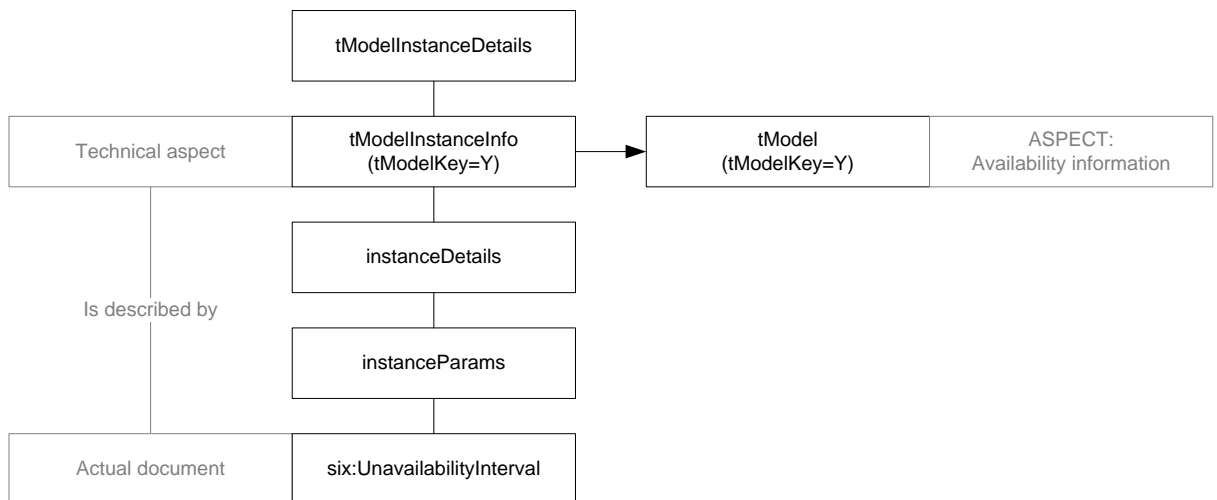 tModelInstanceDetails
Technical aspect
tModelInstanceInfo
(tModelKey=Y)
tModel
(tModelKey=Y)
ASPECT:
Availability information
instanceDetails
Is described by
instanceParams
Actual document
six:UnavailabilityInterval